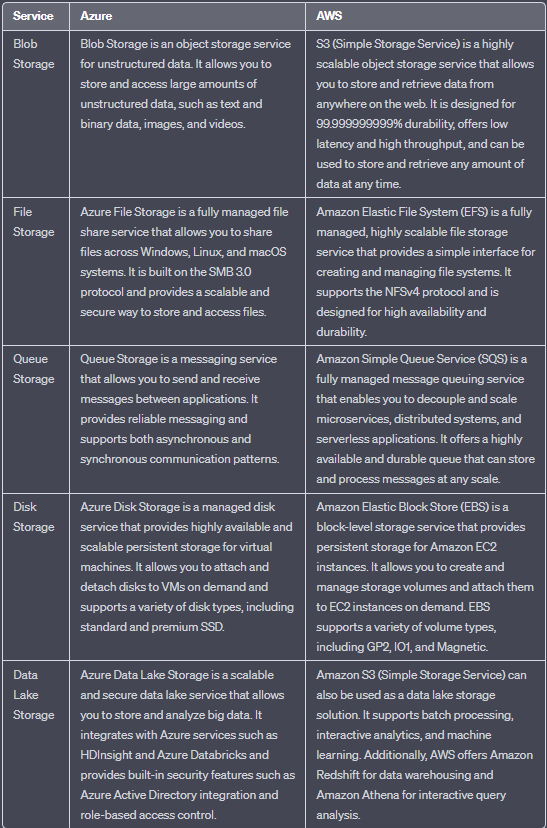 Service Azure AWS
Blob
Storage
Blob Storage is an object storage service
for unstructured data. It allows you to
store and access large amounts of
unstructured data, such as text and
binary data, images, and videos.
S3 (Simple Storage Service) is a highly
scalable object storage service that allows
you to store and retrieve data from
anywhere on the web. It is designed for
99.999999999% durability, offers low
latency and high throughput, and can be
used to store and retrieve any amount of
data at any time.
File
Storage
Azure File Storage is a fully managed file
share service that allows you to share
files across Windows, Linux, and macOS
systems. It is built on the SMB 3.0
protocol and provides a scalable and
secure way to store and access files.
Amazon Elastic File System (EFS) is a fully
managed, highly scalable file storage
service that provides a simple interface for
creating and managing file systems. It
supports the NFSv4 protocol and is
designed for high availability and
durability.
Queue
Storage
Queue Storage is a messaging service
that allows you to send and receive
messages between applications. It
provides reliable messaging and
supports both asynchronous and
synchronous communication patterns.
Amazon Simple Queue Service (SQS) is a
fully managed message queuing service
that enables you to decouple and scale
microservices, distributed systems, and
serverless applications. It offers a highly
available and durable queue that can store
and process messages at any scale.
Disk
Storage
Azure Disk Storage is a managed disk
service that provides highly available and
scalable persistent storage for virtual
machines. It allows you to attach and
detach disks to VMs on demand and
supports a variety of disk types, including
standard and premium SSD.
Amazon Elastic Block Store (EBS) is a
block-level storage service that provides
persistent storage for Amazon EC2
instances. It allows you to create and
manage storage volumes and attach them
to EC2 instances on demand. EBS
supports a variety of volume types,
including GP2, IO1, and Magnetic.
Data
Lake
Storage
Azure Data Lake Storage is a scalable
and secure data lake service that allows
you to store and analyze big data. It
integrates with Azure services such as
HDInsight and Azure Databricks and
provides built-in security features such as
Azure Active Directory integration and
role-based access control.
Amazon S3 (Simple Storage Service) can
also be used as a data lake storage
solution. It supports batch processing,
interactive analytics, and machine
learning. Additionally, AWS offers Amazon
Redshift for data warehousing and
Amazon Athena for interactive query
analysis.